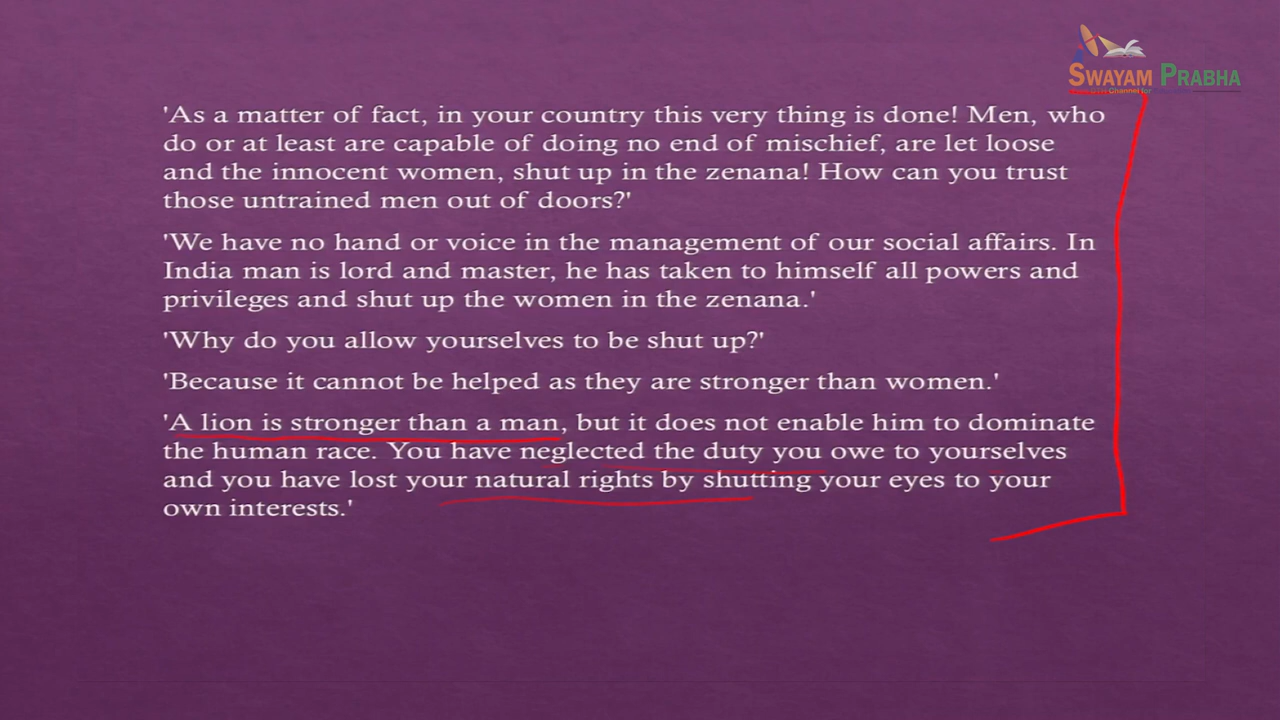 SWAYAM PRABHA
'As a matter of fact, in your country this very thing is done! Men, who
do or at least are capable of doing no end of mischief, are let loose
and the innocent women, shut up in the zenana! How can you trust
those untrained men out of doors?'
'We have no hand or voice in the management of our social affairs. In
India man is lord and master, he has taken to himself all powers and
privileges and shut up the women in the zenana.'
'Why do you allow yourselves to be shut up?'
'Because it cannot be helped as they are stronger than women.'
'A lion is stronger than a man, but it does not enable him to dominate
the human race. You have neglected the duty you owe to yourselves
and you have lost your natural rights by shutting your eyes to your
own interests.'